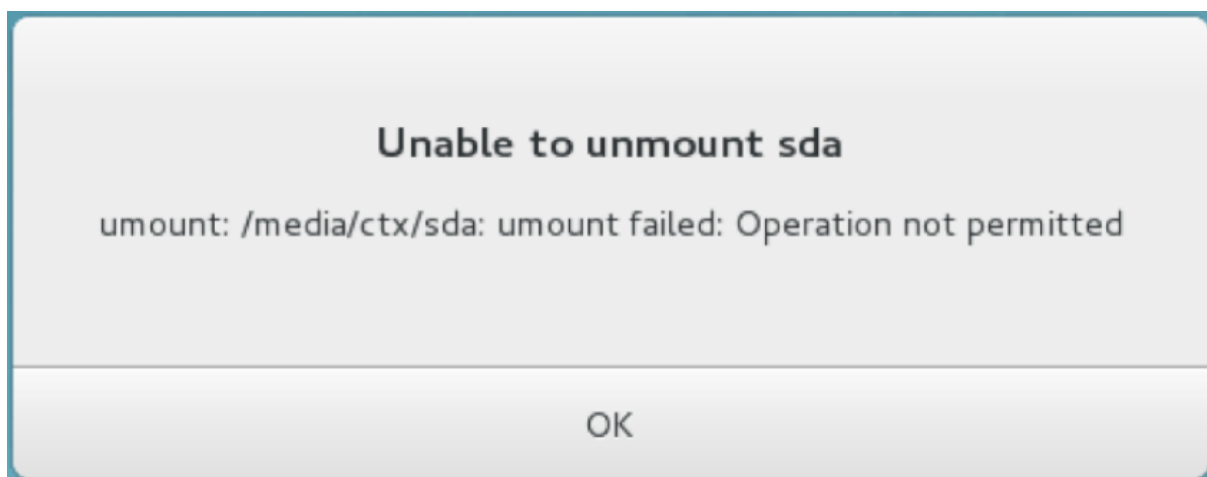 Unable to unmount sda
umount: /media/ctx/sda: umount failed: Operation not permitted
OK